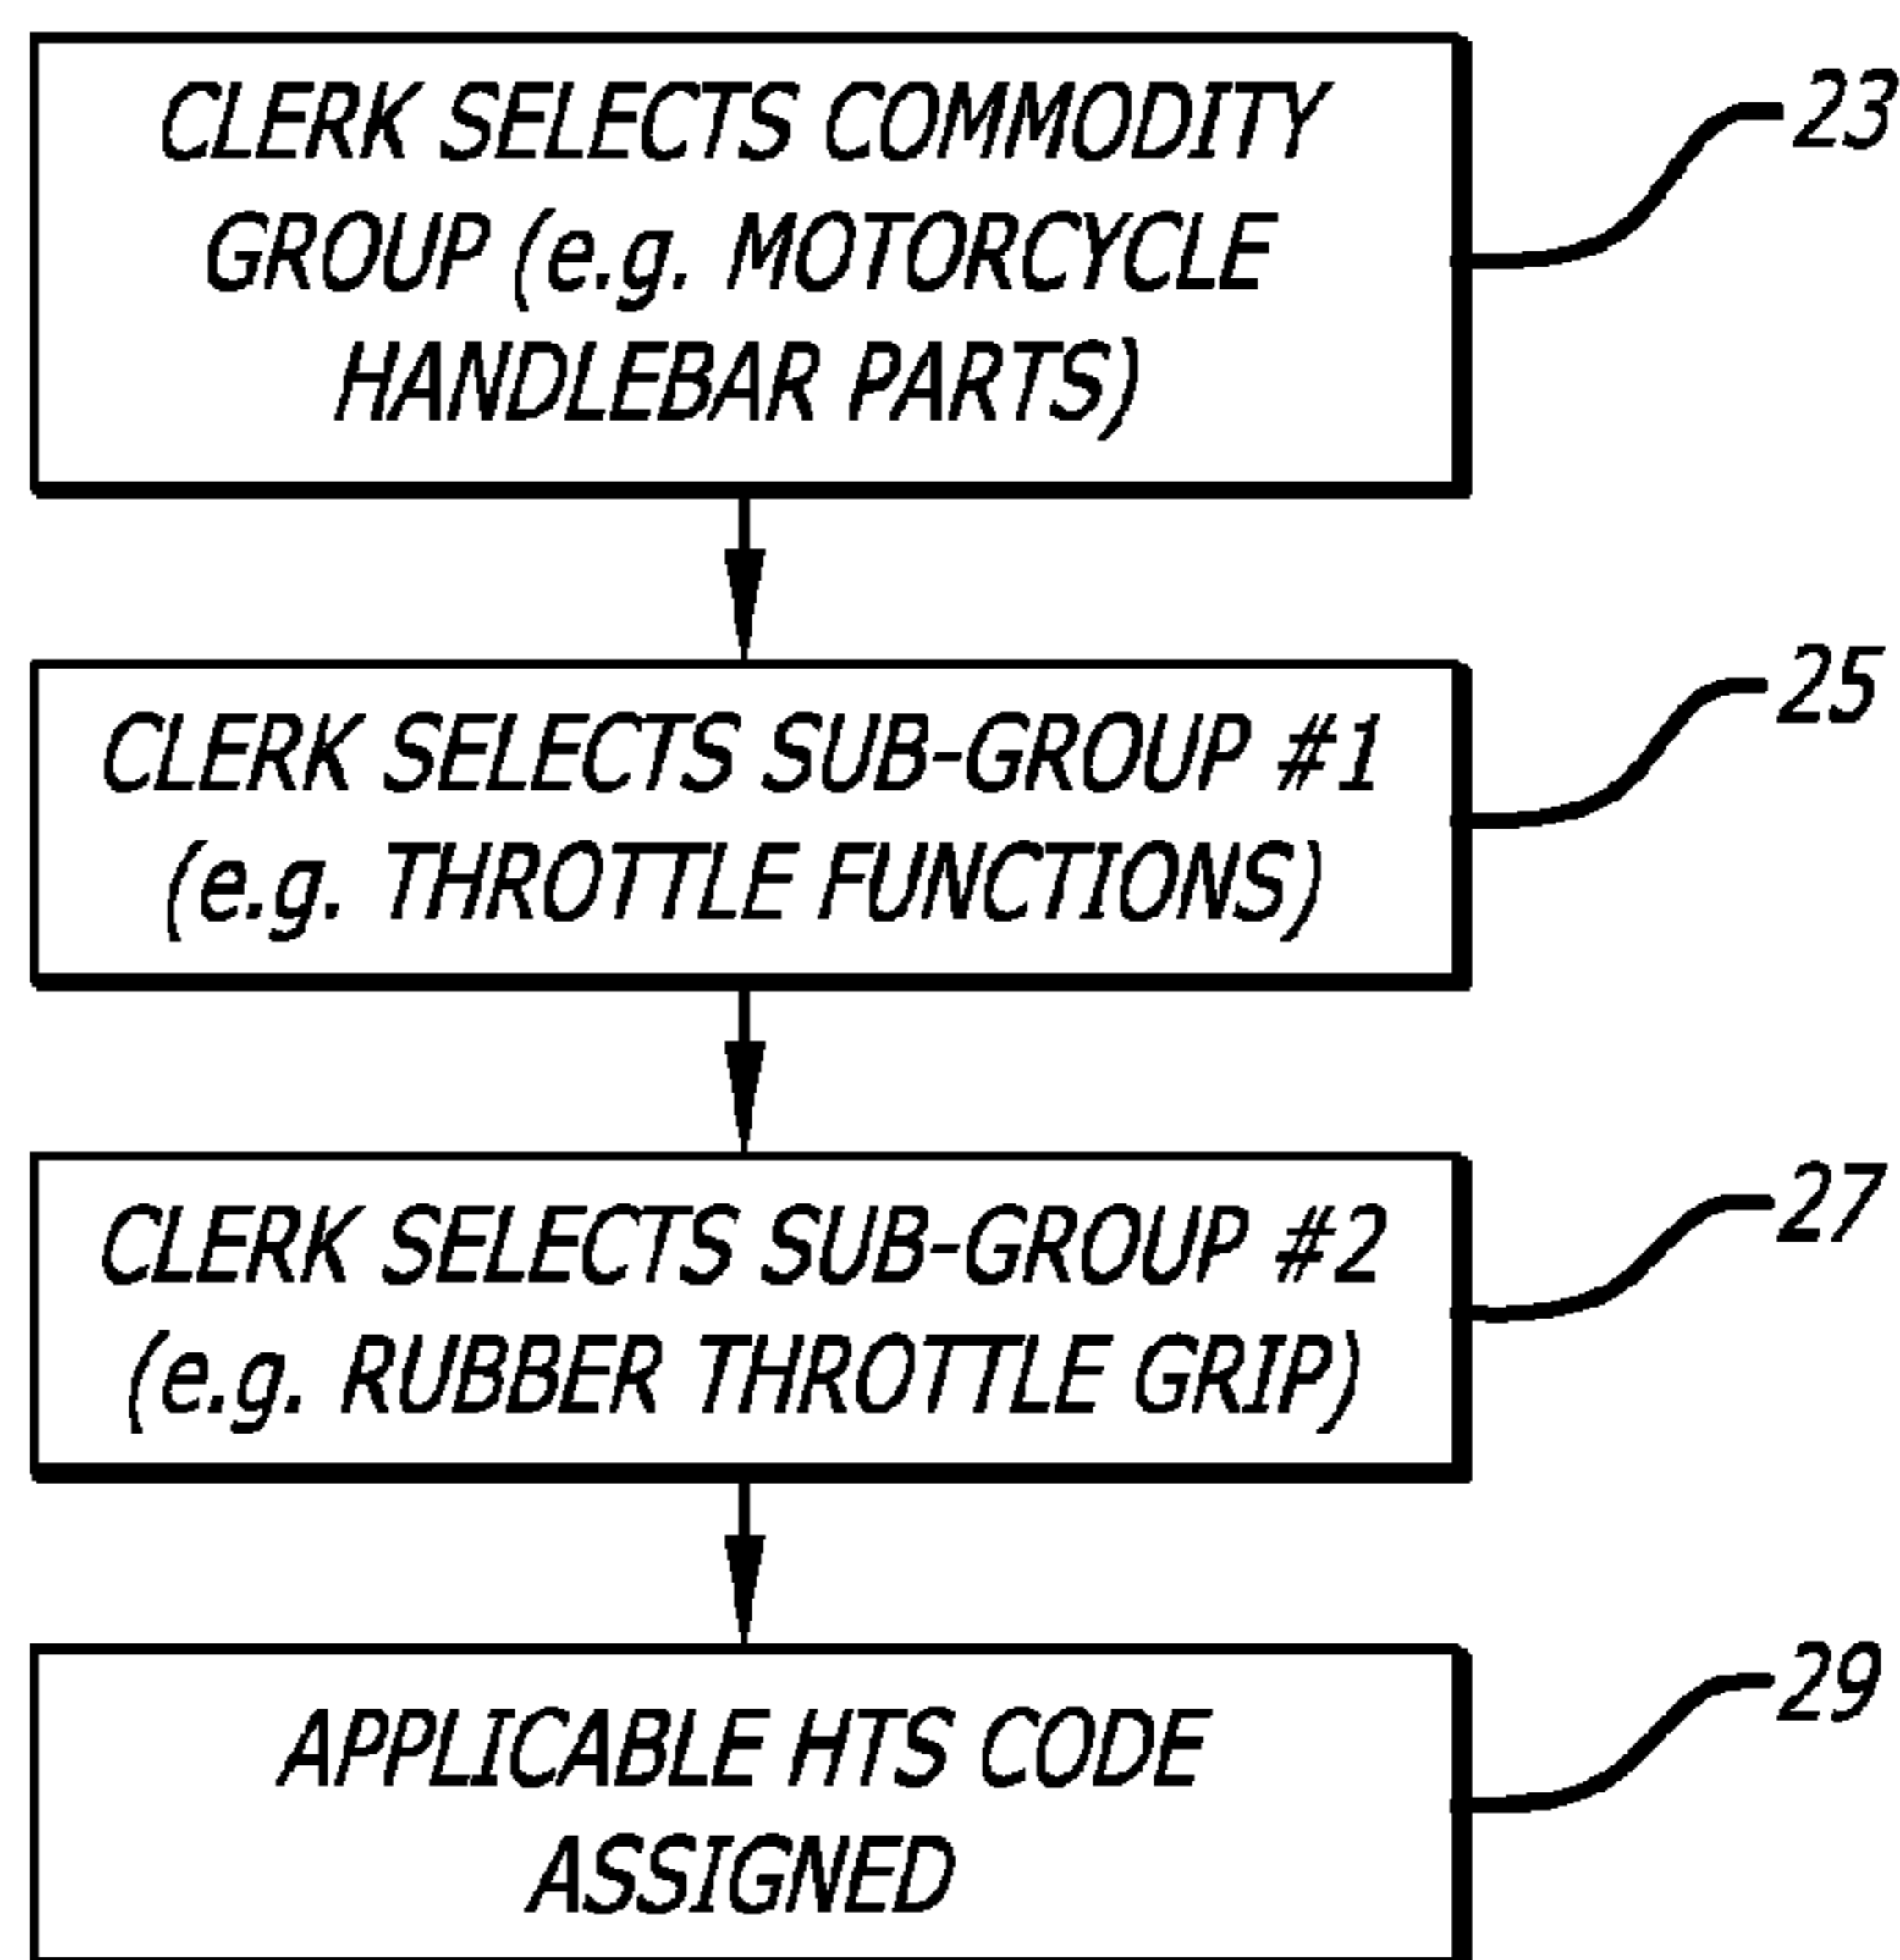 CLERK SELECTS COMMODITY
GROUP (e.g. MOTORCYCLE
HANDLEBAR PARTS)
23
CLERK SELECTS SUB-GROUP #1
(e.g. THROTTLE FUNCTIONS)
25
CLERK SELECTS SUB-GROUP #2
(e.g. RUBBER THROTTLE GRIP)
27
APPLICABLE HTS CODE
ASSIGNED
29